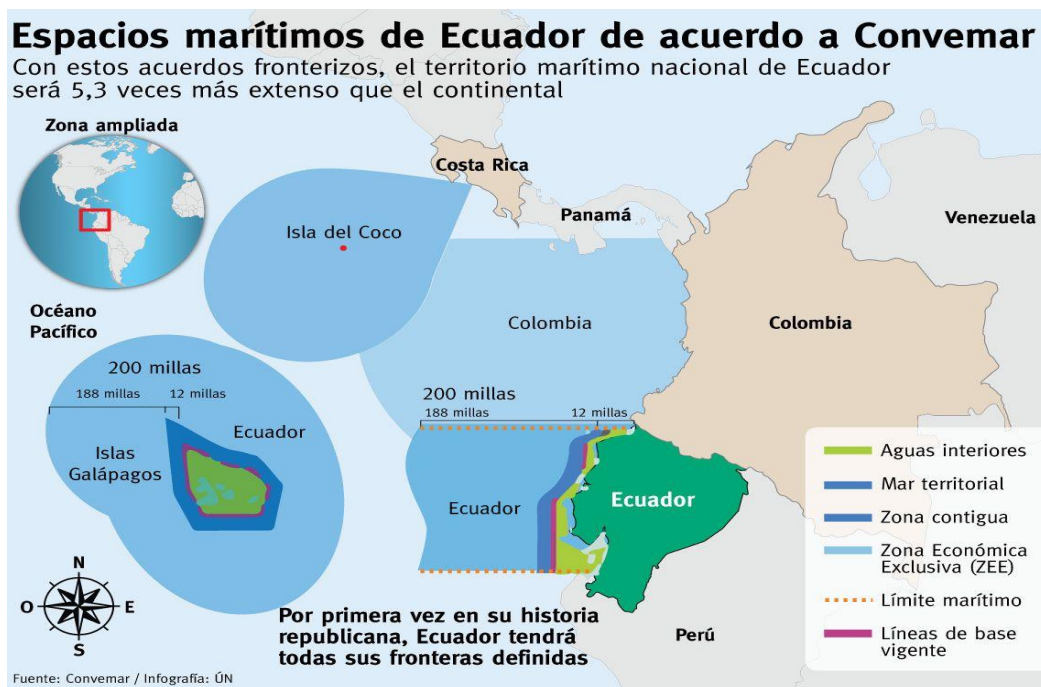 Espacios marítimos de Ecuador de acuerdo a Convemar
Con estos acuerdos fronterizos, el territorio marítimo nacional de Ecuador
será 5,3 veces más extenso que el continental
Zona ampliada
Costa Rica
Panamá
Venezuela
Isla del Coco
Océano
Pacífico
Colombia
Colombia
200 millas
188 millas
12 millas
Ecuador
Islas
Galápagos
200 millas
188 millas
12 millas
Ecuador
Ecuador
Aguas interiores
Mar territorial
Zona contigua
Zona Económica
Exclusiva (ZEE)
Límite marítimo
Líneas de base
vigente
N
O
E
S
Por primera vez en su historia
republicana, Ecuador tendrá
todas sus fronteras definidas
Perú
Fuente: Convemar / Infografía: ÚN